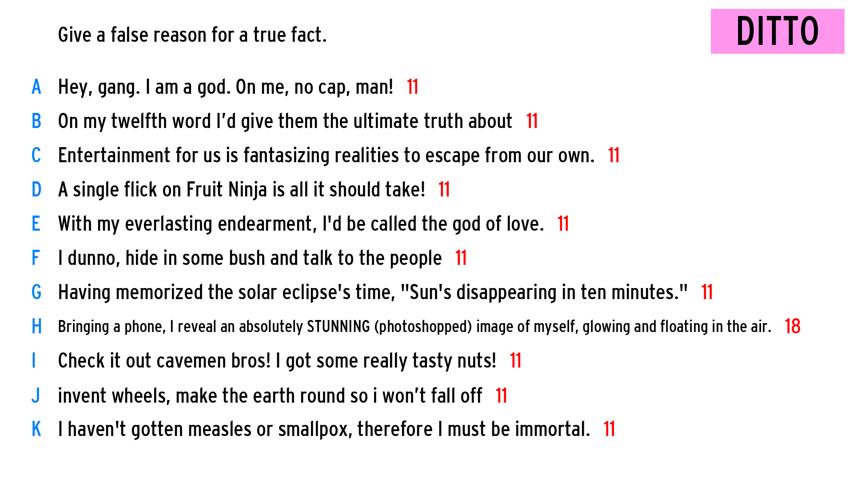 Give a false reason for a true fact.
DITTO
A Hey, gang. I am a god. On me, no cap, man! 11
B On my twelfth word I’d give them the ultimate truth about 11
C Entertainment for us is fantasizing realities to escape from our own. 11
D A single flick on Fruit Ninja is all it should take! 11
E With my everlasting endearment, I'd be called the god of love. 11
F I dunno, hide in some bush and talk to the people 11
G Having memorized the solar eclipse's time, "Sun's disappearing in ten minutes." 11
H Bringing a phone, I reveal an absolutely STUNNING (photoshopped) image of myself, glowing and floating in the air. 18
I Check it out cavemen bros! I got some really tasty nuts! 11
J invent wheels, make the earth round so i won’t fall off 11
K I haven't gotten measles or smallpox, therefore I must be immortal. 11